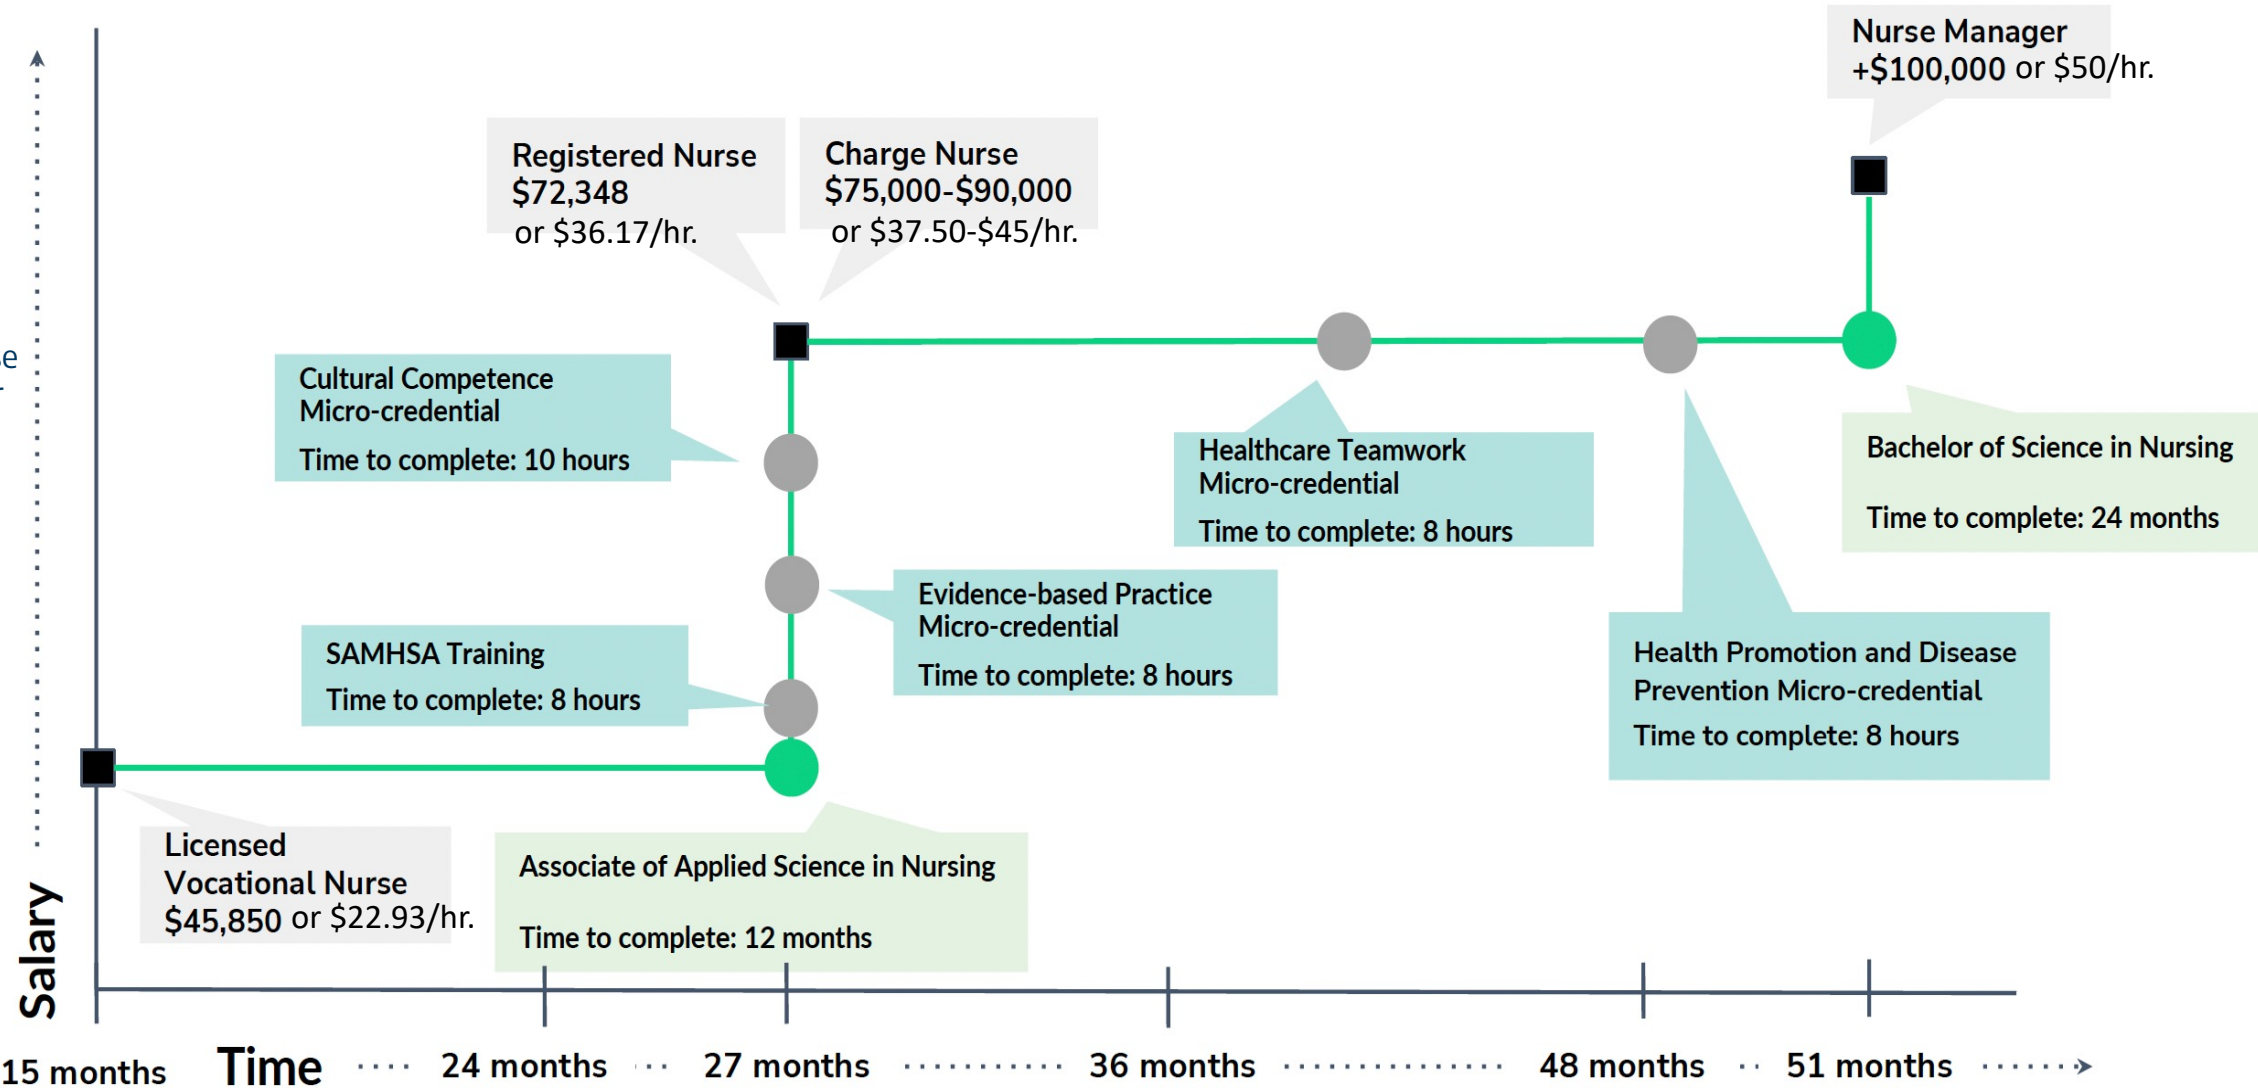 Nurse Manager
+$100,000 or $50/hr.
Registered Nurse
$72,348
or $36.17/hr.
Charge Nurse
$75,000-$90,000
or $37.50-$45/hr.
Cultural Competence
Micro-credential
Time to complete: 10 hours
Healthcare Teamwork
Micro-credential
Time to complete: 8 hours
Bachelor of Science in Nursing
Time to complete: 24 months
Evidence-based Practice
Micro-credential
Time to complete: 8 hours
SAMHSA Training
Time to complete: 8 hours
Health Promotion and Disease
Prevention Micro-credential
Time to complete: 8 hours
Licensed
Vocational Nurse
$45,850 or $22.93/hr.
Associate of Applied Science in Nursing
Time to complete: 12 months
Salary
15 months Time 24 months 27 months 36 months 48 months 51 months